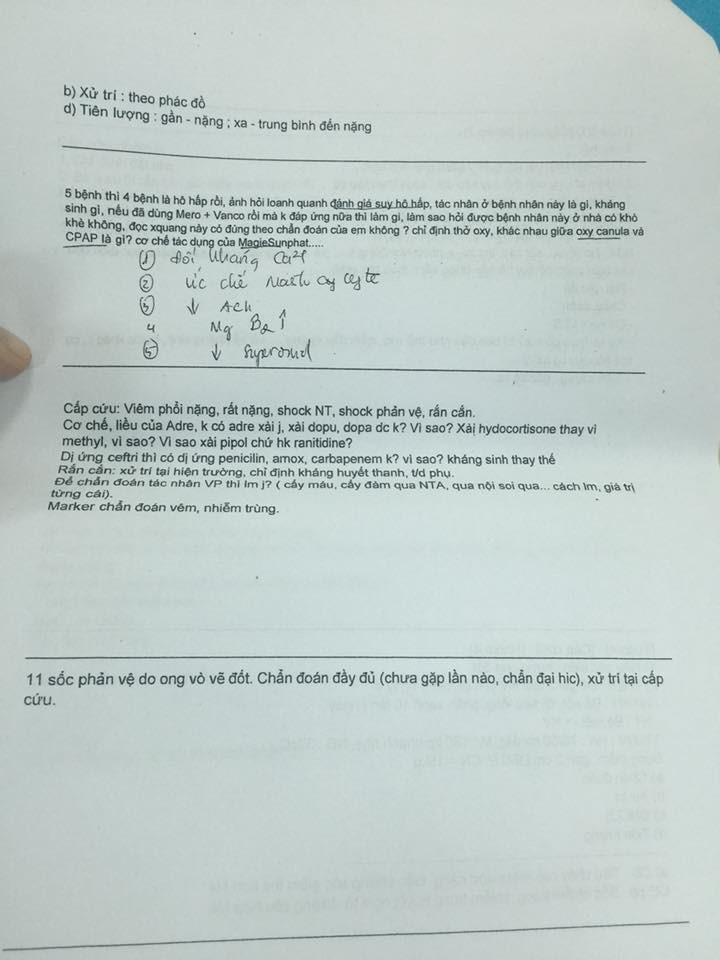 b) Xử trí : theo phác đồ
d) Tiên lượng : gần - nặng ; xa - trung bình đến nặng
5 bệnh thì 4 bệnh là hô hấp rồi, ảnh hỏi loanh quanh đánh giá suy hô hấp, tác nhân ở bệnh nhân này là gì, kháng
sinh gì, nếu đã dùng Mero + Vanco rồi mà k đáp ứng nữa thì làm gì, làm sao hỏi được bệnh nhân này ở nhà có khò
khè không, đọc xquang này có đúng theo chẩn đoán của em không ? chỉ định thở oxy, khác nhau giữa oxy canula và
CPAP là gì? cơ chế tác dụng của MagieSunphat.....
① Đối kháng Ca²⁺
② ức chế
③ ↓ Ach
4 Mg ↑
⑤ ↓
Cấp cứu: Viêm phổi nặng, rất nặng, shock NT, shock phản vệ, rắn cắn.
Cơ chế, liều của Adre, k có adre xài j, xài dopu, dopa dc k? Vì sao? Xài hydocortisone thay vì
methyl, vì sao? Vì sao xài pipol chứ hk ranitidine?
Dị ứng ceftri thì có dị ứng penicilin, amox, carbapenem k? vì sao? kháng sinh thay thế
Rắn cắn: xử trí tại hiện trường, chỉ định kháng huyết thanh, t/d phụ.
Để chẩn đoán tác nhân VP thì lm j? ( cấy máu, cấy đàm qua NTA, qua nội soi qua... cách lm, giá trị
từng cái).
Marker chẩn đoán vêm, nhiễm trùng.
11 sốc phản vệ do ong vò vẽ đốt. Chẩn đoán đầy đủ (chưa gặp lần nào, chẩn đại hic), xử trí tại cấp
cứu.